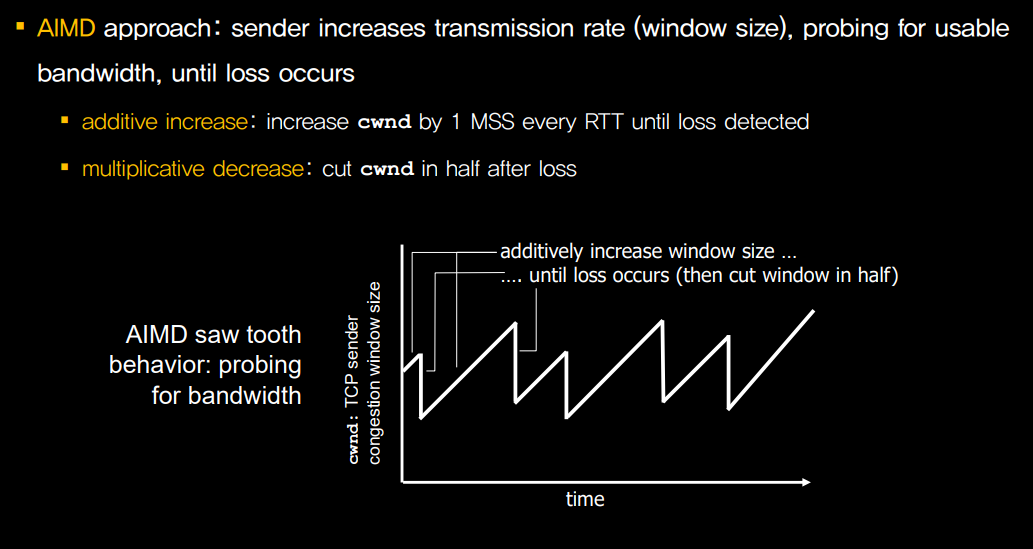 ▪ AIMD approach: sender increases transmission rate (window size), probing for usable
bandwidth, until loss occurs
▪ additive increase: increase cwnd by 1 MSS every RTT until loss detected
▪ multiplicative decrease: cut cwnd in half after loss
additively increase window size …
…. until loss occurs (then cut window in half)
AIMD saw tooth
behavior: probing
for bandwidth
cwnd: TCP sender
congestion window size
time